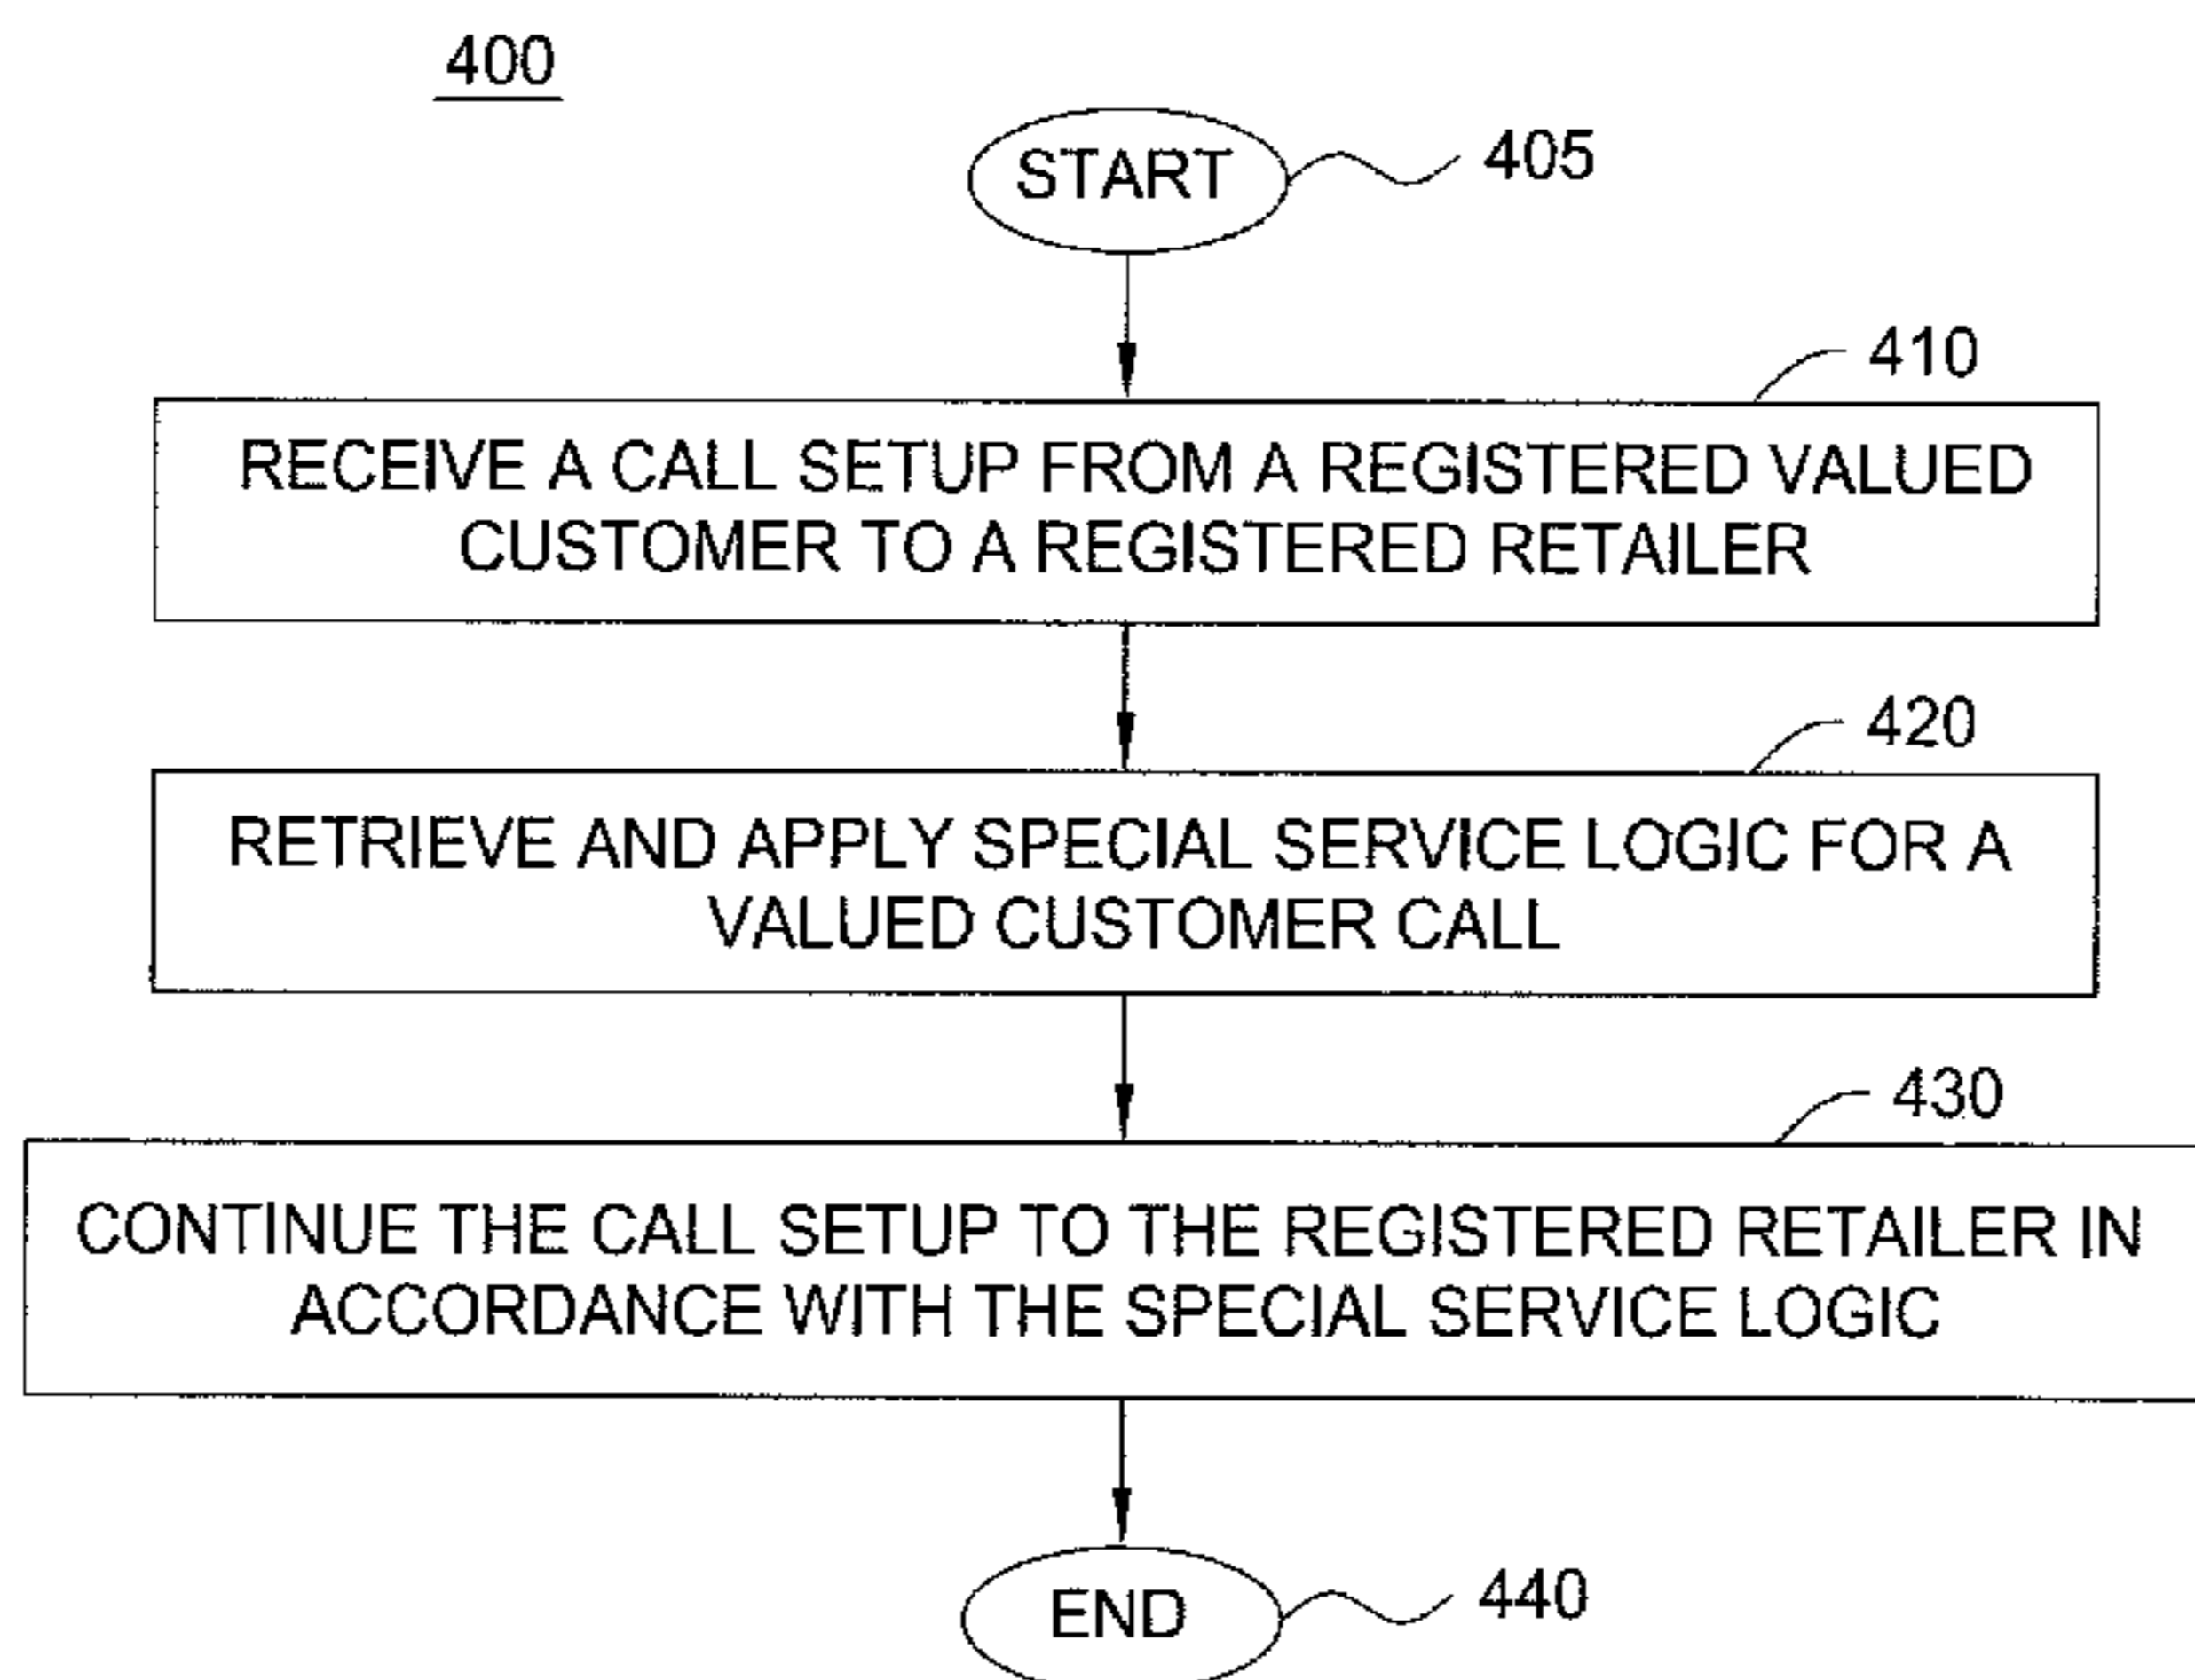 400
START
405
410
RECEIVE A CALL SETUP FROM A REGISTERED VALUED
CUSTOMER TO A REGISTERED RETAILER
420
RETRIEVE AND APPLY SPECIAL SERVICE LOGIC FOR A
VALUED CUSTOMER CALL
430
CONTINUE THE CALL SETUP TO THE REGISTERED RETAILER IN
ACCORDANCE WITH THE SPECIAL SERVICE LOGIC
END
440